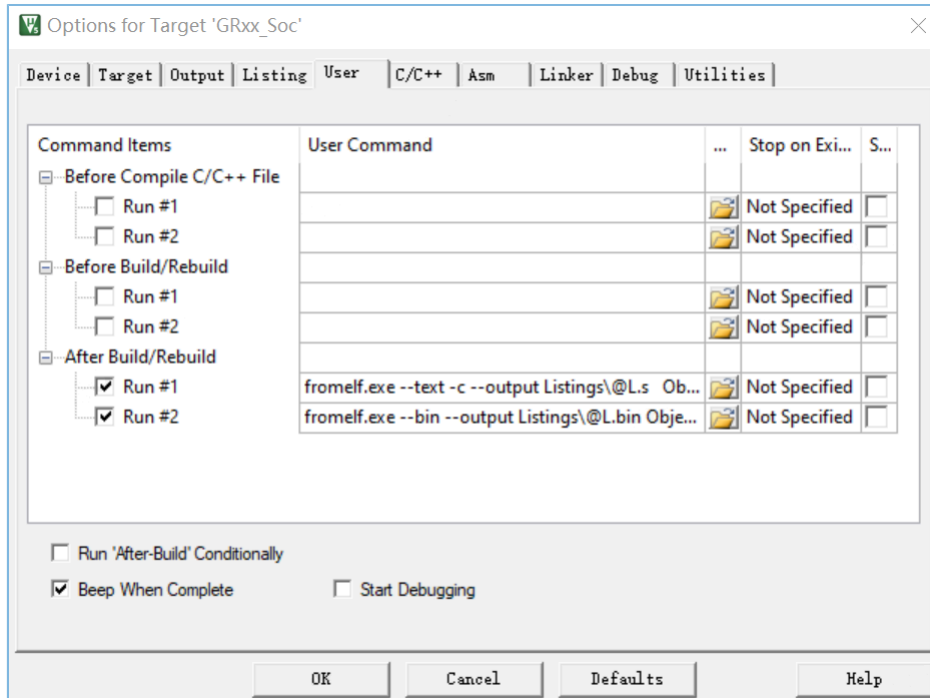 Options for Target 'GRxx_Soc'
Device Target Output Listing User C/C++ Asm Linker Debug Utilities
Command Items User Command ... Stop on Exi... S...
Before Compile C/C++ File
Run #1 Not Specified
Run #2 Not Specified
Before Build/Rebuild
Run #1 Not Specified
Run #2 Not Specified
After Build/Rebuild
Run #1 fromelf.exe --text -c --output Listings\@L.s Ob... Not Specified
Run #2 fromelf.exe --bin --output Listings\@L.bin Obje... Not Specified
Run 'After-Build' Conditionally
Beep When Complete Start Debugging
OK Cancel Defaults Help